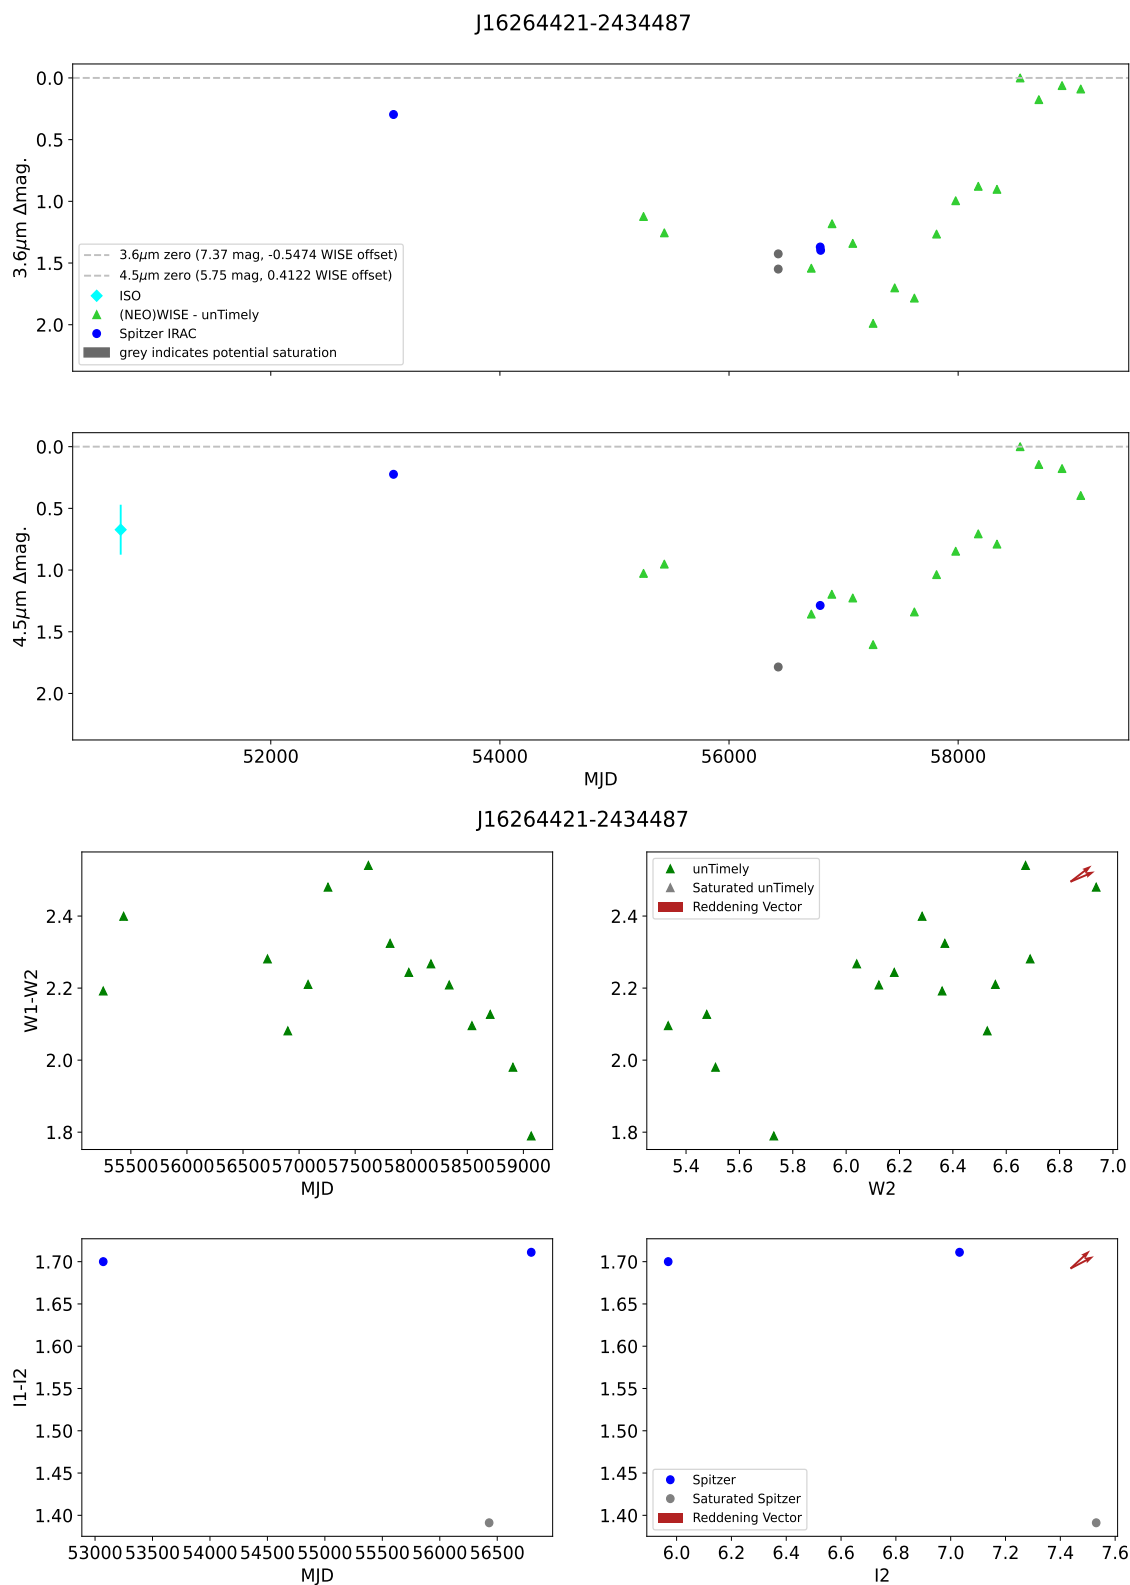 J16264421-2434487
0.0
0.5
1.0
1.5
2.0
3.6μm Δmag.
3.6μm zero (7.37 mag, -0.5474 WISE offset)
4.5μm zero (5.75 mag, 0.4122 WISE offset)
ISO
(NEO)WISE - unTimely
Spitzer IRAC
grey indicates potential saturation
0.0
0.5
1.0
1.5
2.0
4.5μm Δmag.
52000 54000 56000 58000
MJD
J16264421-2434487
2.4
2.2
2.0
1.8
W1-W2
55500 56000 56500 57000 57500 58000 58500 59000
MJD
unTimely
Saturated unTimely
Reddening Vector
2.4
2.2
2.0
1.8
5.4 5.6 5.8 6.0 6.2 6.4 6.6 6.8 7.0
W2
1.70
1.65
1.60
1.55
1.50
1.45
1.40
I1-I2
53000 53500 54000 54500 55000 55500 56000 56500
MJD
1.70
1.65
1.60
1.55
1.50
1.45
1.40
Spitzer
Saturated Spitzer
Reddening Vector
6.0 6.2 6.4 6.6 6.8 7.0 7.2 7.4 7.6
I2